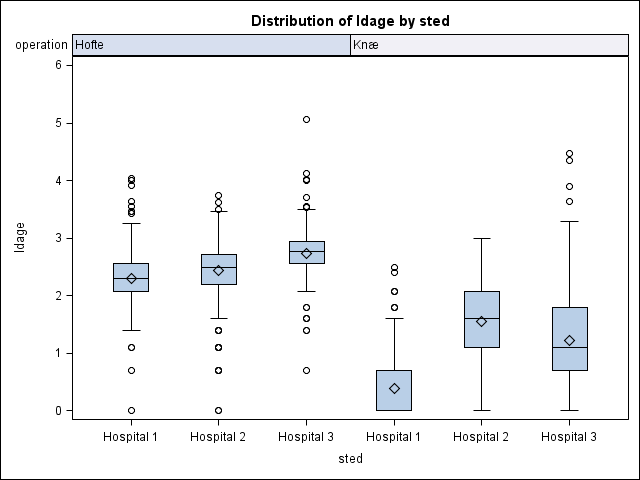 Distribution of ldage by sted
operation Hofte Knæ
6
5
4
3
2
1
0
ldage
Hospital 1 Hospital 2 Hospital 3 Hospital 1 Hospital 2 Hospital 3
sted